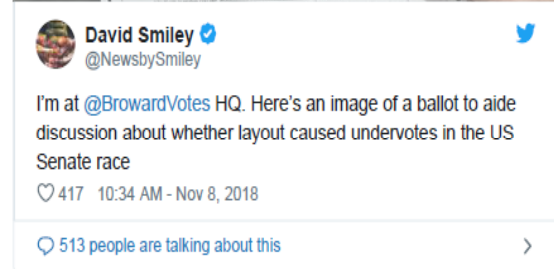 David Smiley
@NewsbySmiley
I'm at @BrowardVotes HQ. Here's an image of a ballot to aide
discussion about whether layout caused undervotes in the US
Senate race
417 10:34 AM - Nov 8, 2018
513 people are talking about this